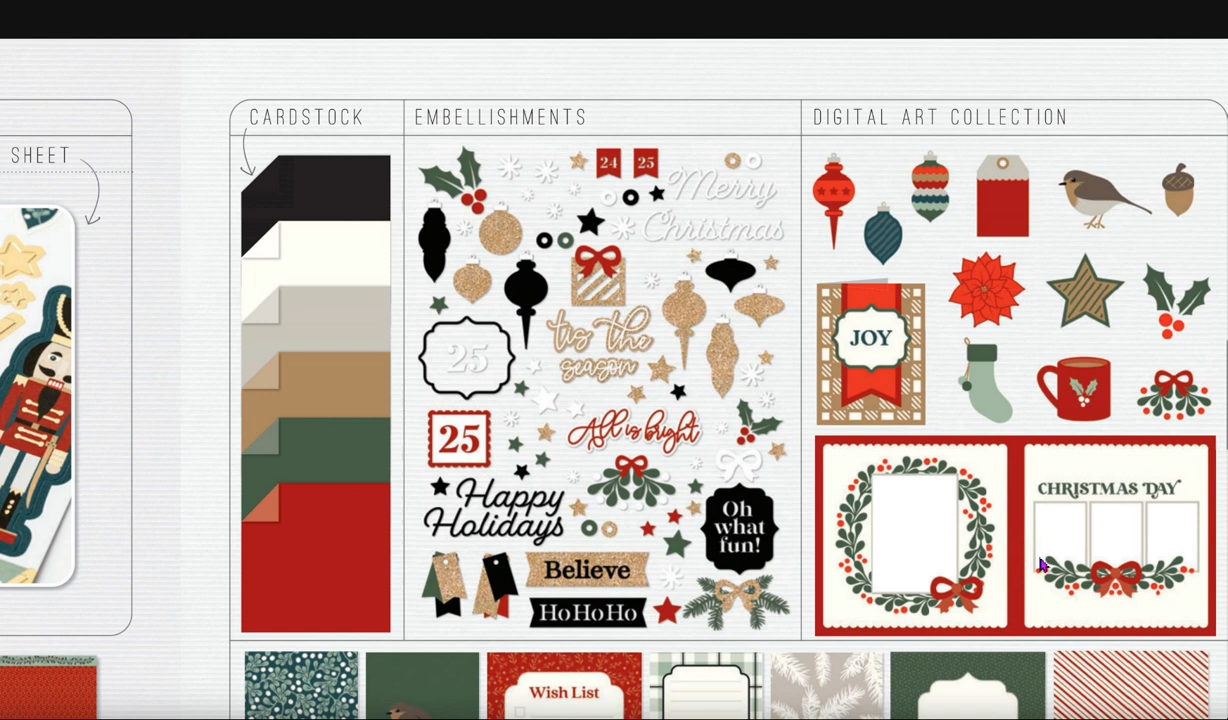 SHEET
CARDSTOCK
EMBELLISHMENTS
DIGITAL ART COLLECTION
24
25
Merry
Christmas
25
'tis the
season
25
All is bright
Happy
Holidays
Oh
what
fun!
Believe
HoHoHo
JOY
CHRISTMAS DAY
Wish List